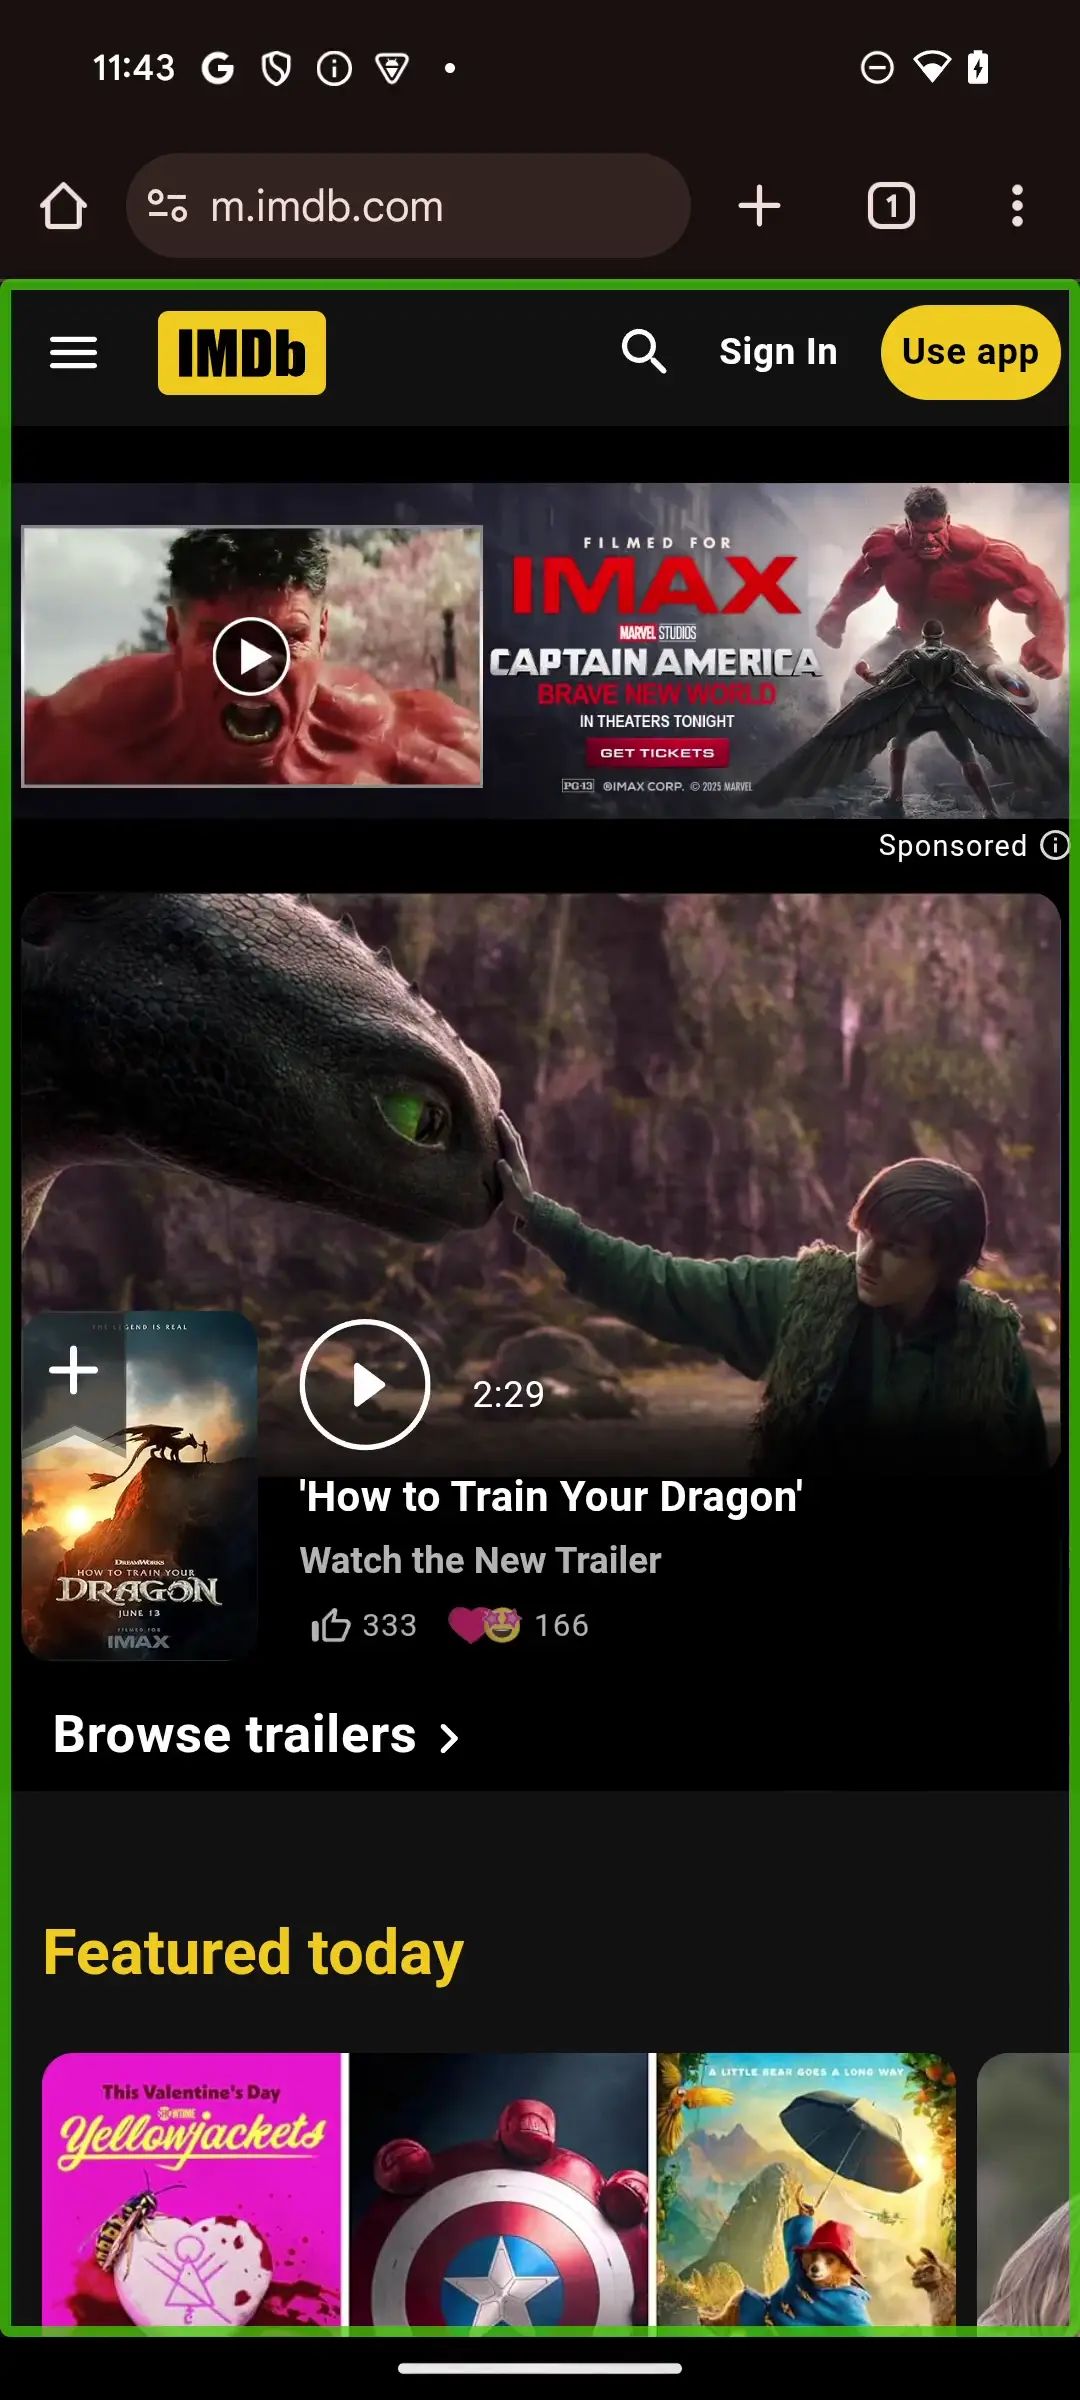 11:43
m.imdb.com
1
IMDb
Sign In
Use app
FILMED FOR
IMAX
MARVEL STUDIOS
CAPTAIN AMERICA
BRAVE NEW WORLD
IN THEATERS TONIGHT
GET TICKETS
PG-13 ©IMAX CORP. © 2025 MARVEL
Sponsored
THE LEGEND IS REAL
DREAMWORKS
HOW TO TRAIN YOUR
DRAGON
JUNE 13
FILMED FOR
IMAX
2:29
'How to Train Your Dragon'
Watch the New Trailer
333
166
Browse trailers
Featured today
This Valentine's Day
SHOWTIME
Yellowjackets
A LITTLE BEAR GOES A LONG WAY